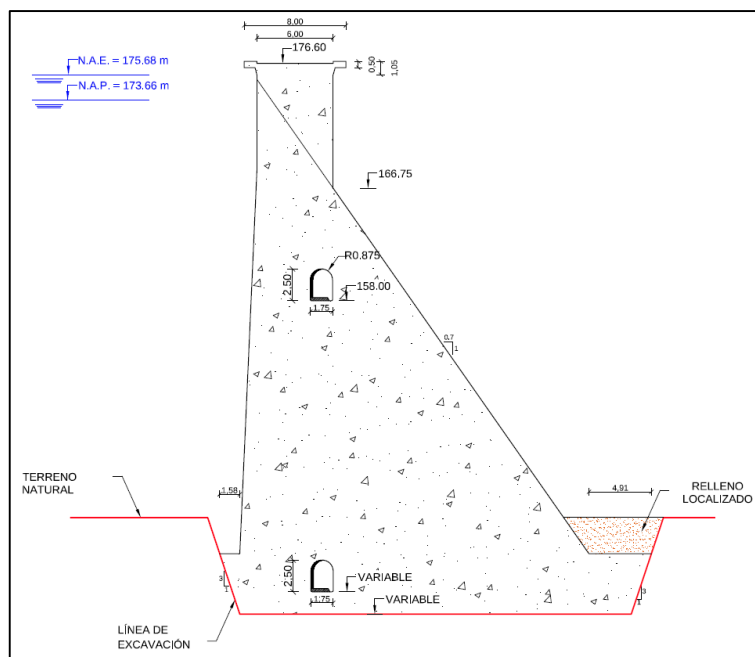 8,00
6,00
176.60
0,50
1,05
N.A.E. = 175.68 m
N.A.P. = 173.66 m
166.75
R0.875
2,50
158.00
1,75
0.7
1
TERRENO
NATURAL
1,58
4,91
RELLENO
LOCALIZADO
2,50
VARIABLE
1,75
VARIABLE
3
1
3
1
LÍNEA DE
EXCAVACIÓN